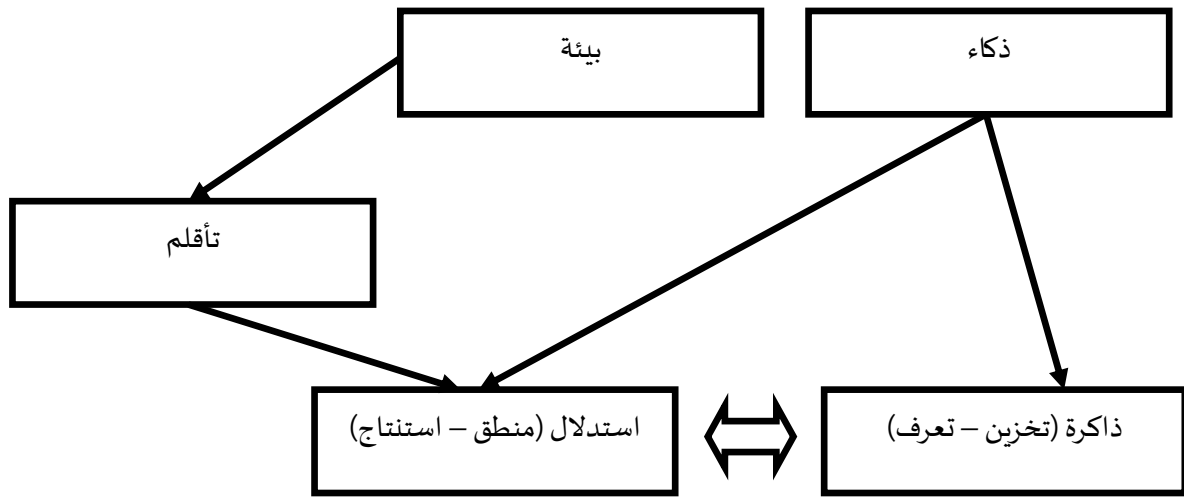 ذكاء
بيئة
تأقلم
ذاكرة (تخزين – تعرف)
استدلال (منطق – استنتاج)